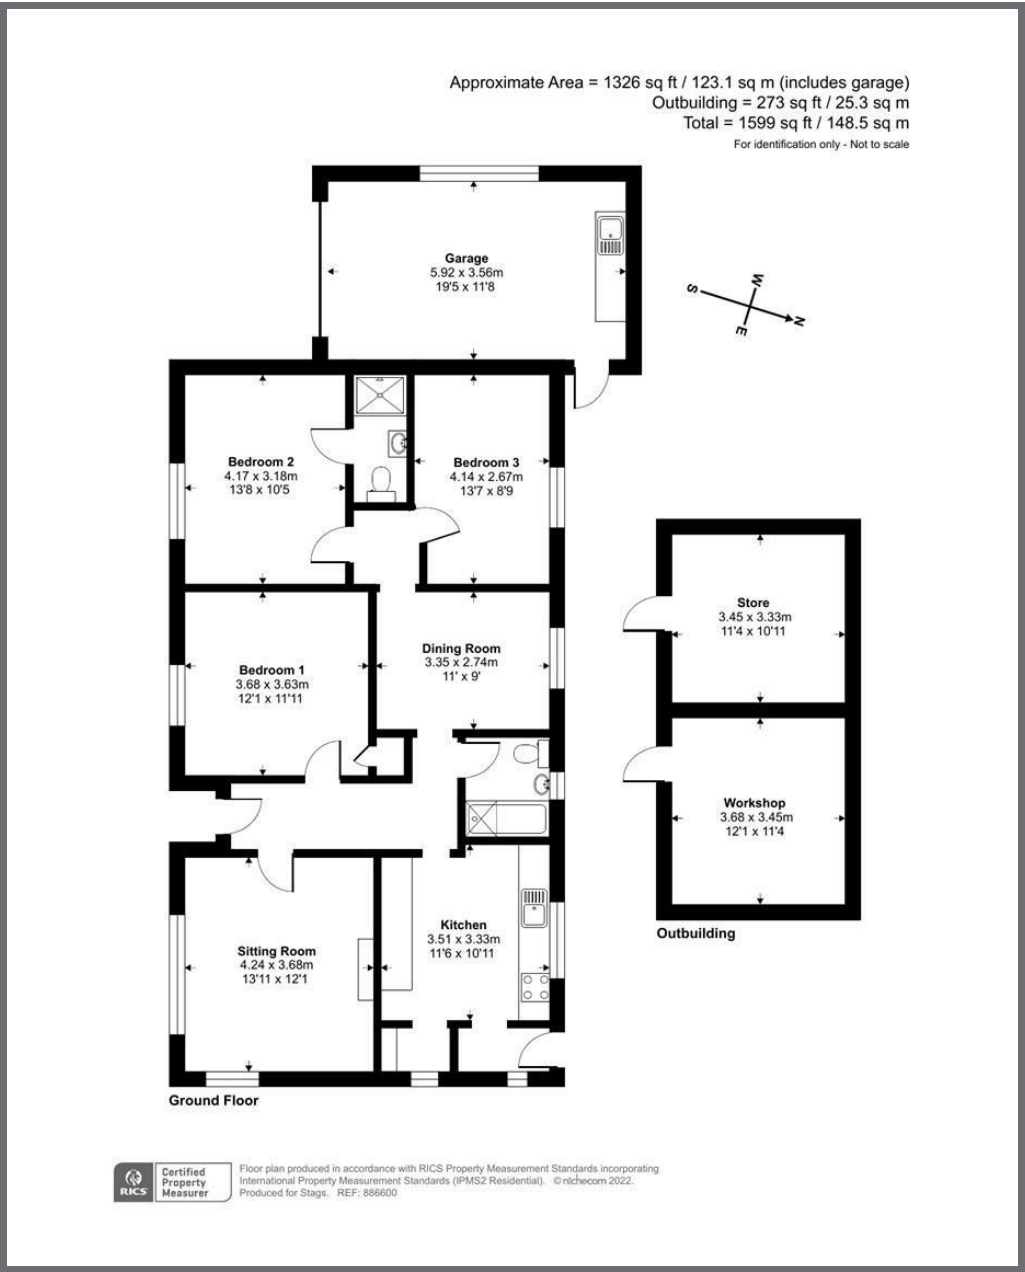 Approximate Area = 1326 sq ft / 123.1 sq m (includes garage)
Outbuilding = 273 sq ft / 25.3 sq m
Total = 1599 sq ft / 148.5 sq m
For identification only - Not to scale
Garage
5.92 x 3.56m
19'5 x 11'8
W
S
N
E
Bedroom 2
4.17 x 3.18m
13'8 x 10'5
Bedroom 3
4.14 x 2.67m
13'7 x 8'9
Store
3.45 x 3.33m
11'4 x 10'11
Dining Room
3.35 x 2.74m
11' x 9'
Bedroom 1
3.68 x 3.63m
12'1 x 11'11
Workshop
3.68 x 3.45m
12'1 x 11'4
Kitchen
3.51 x 3.33m
11'6 x 10'11
Outbuilding
Sitting Room
4.24 x 3.68m
13'11 x 12'1
Ground Floor
RICS
Certified
Property
Measurer
Floor plan produced in accordance with RICS Property Measurement Standards incorporating
International Property Measurement Standards (IPMS2 Residential). © nichecom 2022.
Produced for Stags. REF: 886600